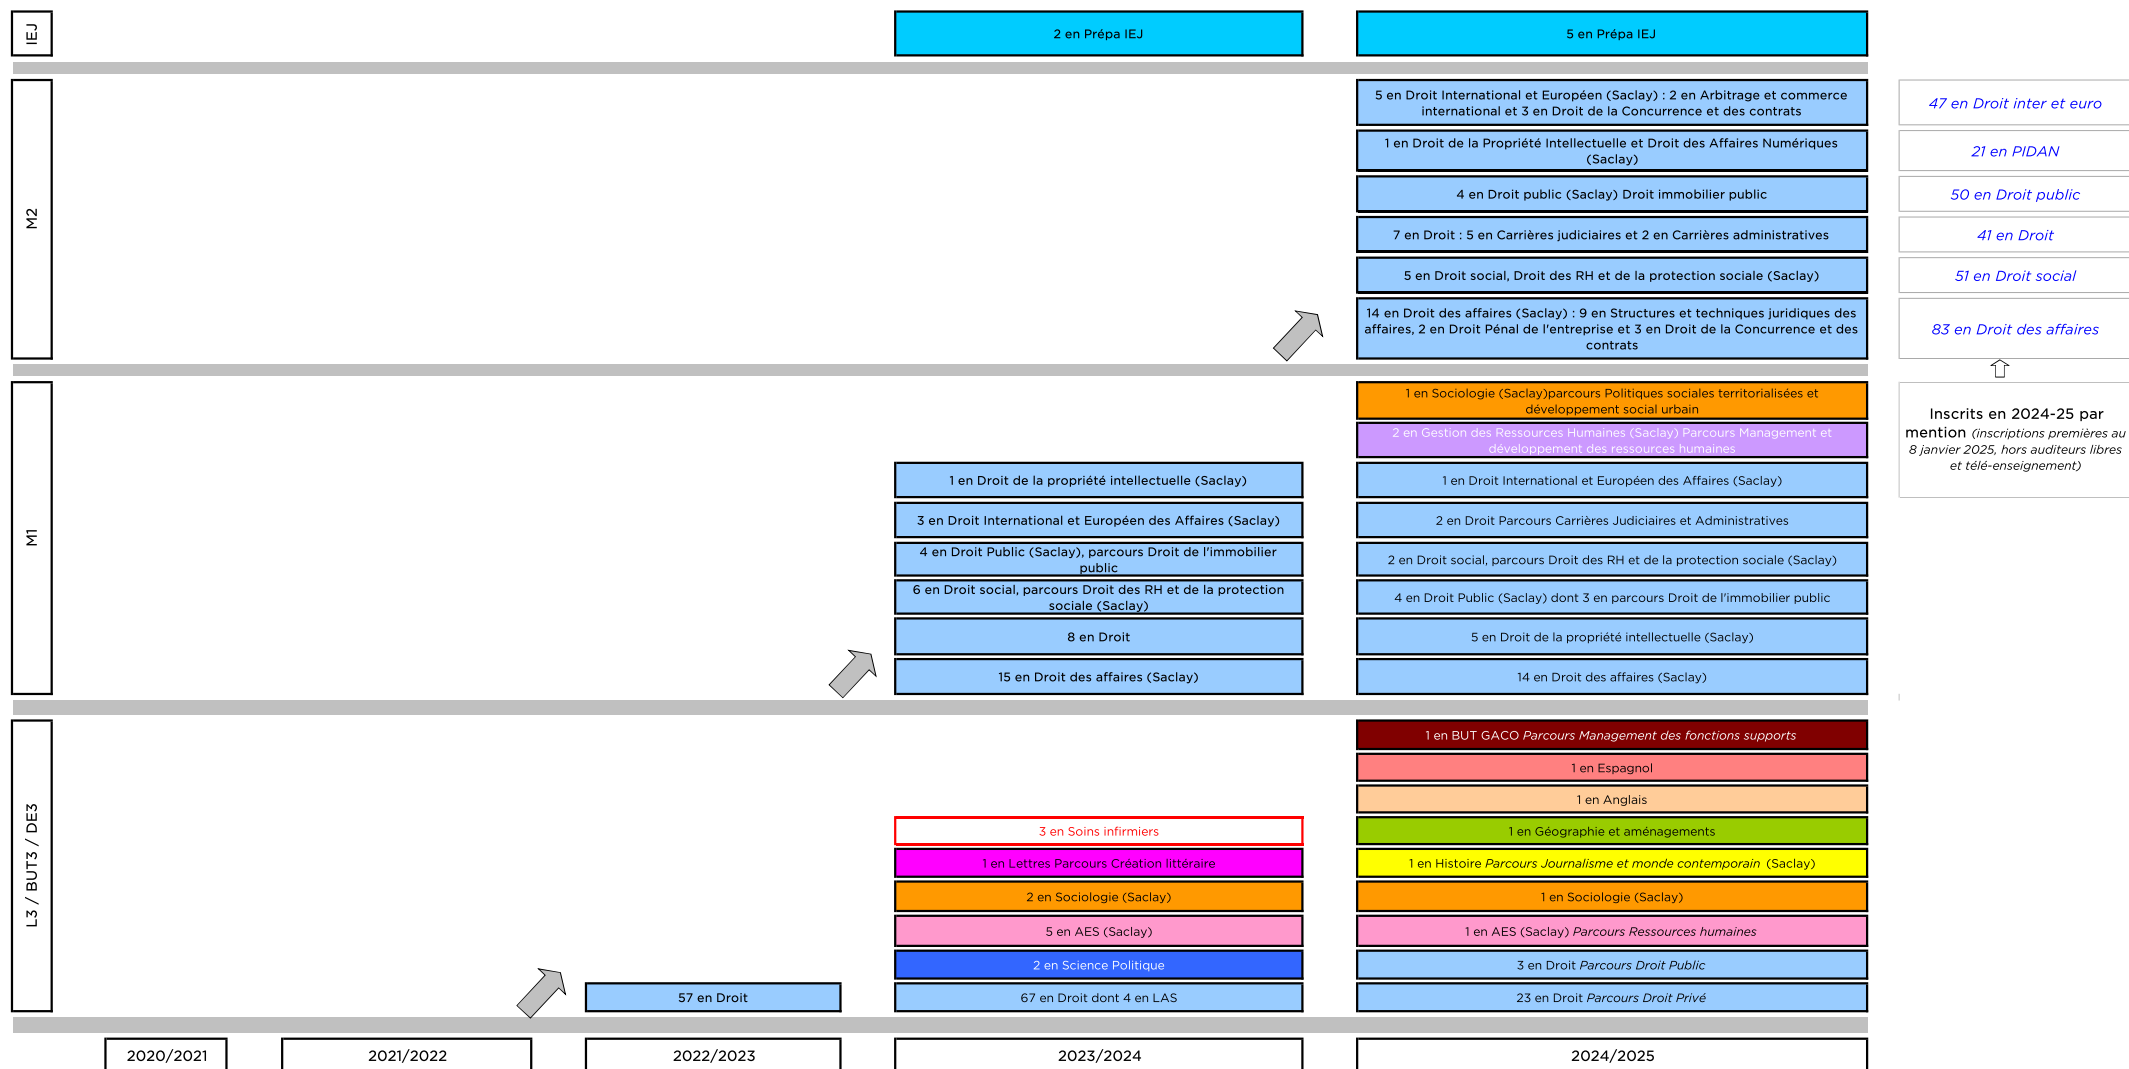 IEJ
2 en Prépa IEJ
5 en Prépa IEJ
M2
5 en Droit International et Européen (Saclay) : 2 en Arbitrage et commerce
international et 3 en Droit de la Concurrence et des contrats
47 en Droit inter et euro
1 en Droit de la Propriété Intellectuelle et Droit des Affaires Numériques
(Saclay)
21 en PIDAN
4 en Droit public (Saclay) Droit immobilier public
50 en Droit public
7 en Droit : 5 en Carrières judiciaires et 2 en Carrières administratives
41 en Droit
5 en Droit social, Droit des RH et de la protection sociale (Saclay)
51 en Droit social
14 en Droit des affaires (Saclay) : 9 en Structures et techniques juridiques des
affaires, 2 en Droit Pénal de l'entreprise et 3 en Droit de la Concurrence et des
contrats
83 en Droit des affaires
M1
1 en Sociologie (Saclay)parcours Politiques sociales territorialisées et
développement social urbain
2 en Gestion des Ressources Humaines (Saclay) Parcours Management et
développement des ressources humaines
Inscrits en 2024-25 par
mention (inscriptions premières au
8 janvier 2025, hors auditeurs libres
et télé-enseignement)
1 en Droit de la propriété intellectuelle (Saclay)
1 en Droit International et Européen des Affaires (Saclay)
3 en Droit International et Européen des Affaires (Saclay)
2 en Droit Parcours Carrières Judiciaires et Administratives
4 en Droit Public (Saclay), parcours Droit de l'immobilier
public
2 en Droit social, parcours Droit des RH et de la protection sociale (Saclay)
6 en Droit social, parcours Droit des RH et de la protection
sociale (Saclay)
4 en Droit Public (Saclay) dont 3 en parcours Droit de l'immobilier public
8 en Droit
5 en Droit de la propriété intellectuelle (Saclay)
15 en Droit des affaires (Saclay)
14 en Droit des affaires (Saclay)
L3 / BUT3 / DE3
1 en BUT GACO Parcours Management des fonctions supports
1 en Espagnol
1 en Anglais
3 en Soins infirmiers
1 en Géographie et aménagements
1 en Lettres Parcours Création littéraire
1 en Histoire Parcours Journalisme et monde contemporain (Saclay)
2 en Sociologie (Saclay)
1 en Sociologie (Saclay)
5 en AES (Saclay)
1 en AES (Saclay) Parcours Ressources humaines
2 en Science Politique
3 en Droit Parcours Droit Public
57 en Droit
67 en Droit dont 4 en LAS
23 en Droit Parcours Droit Privé
2020/2021
2021/2022
2022/2023
2023/2024
2024/2025